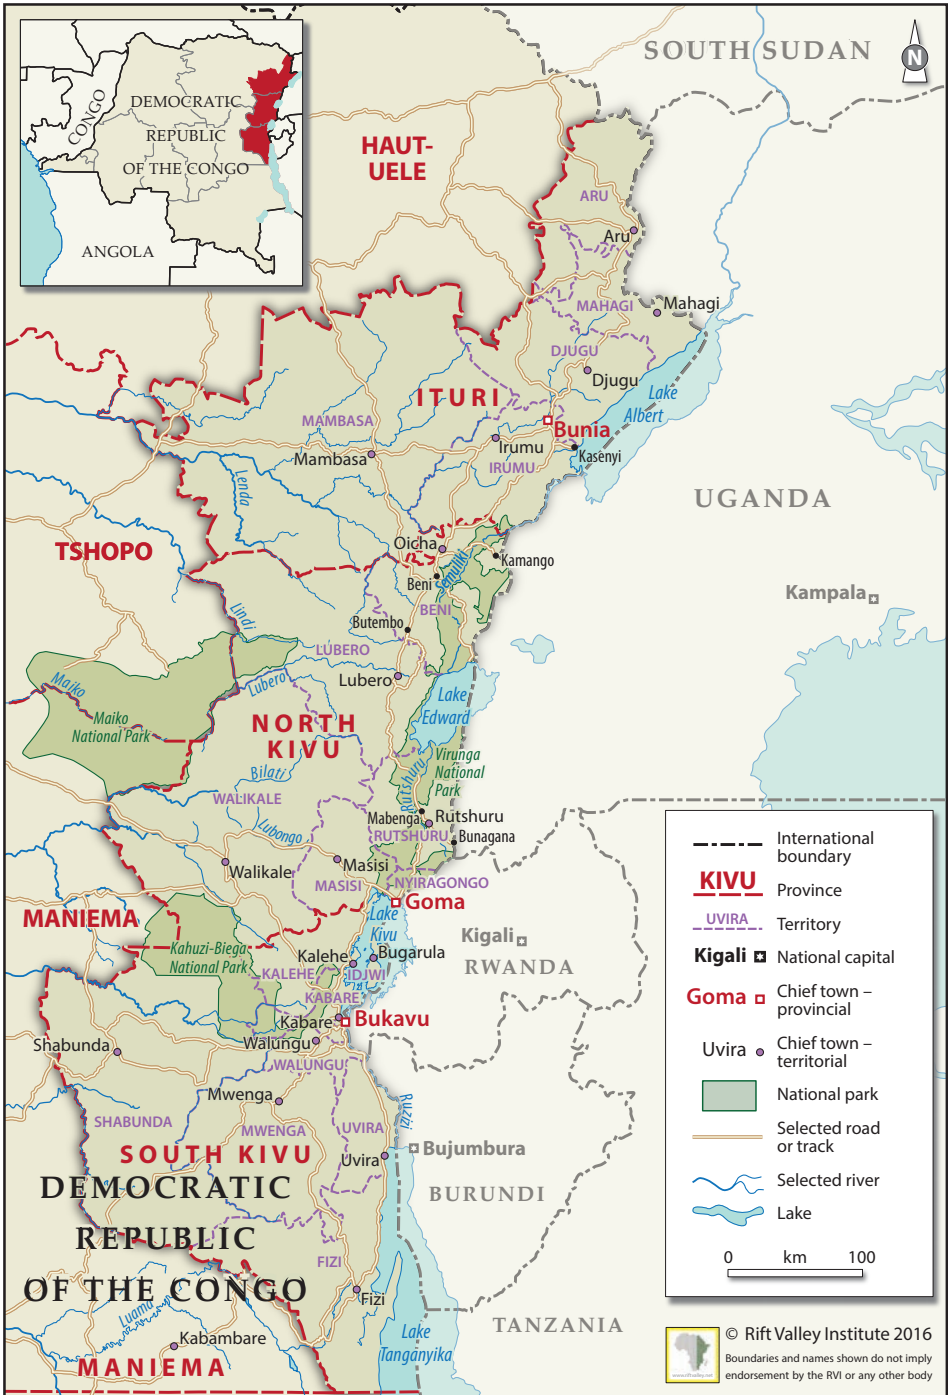 SOUTH SUDAN
N
CONGO
DEMOCRATIC
REPUBLIC
OF THE CONGO
ANGOLA
HAUT-
UELE
ARU
Aru
MAHAGI
Mahagi
DJUGU
Djugu
ITURI
Lake
Albert
MAMBASA
Bunia
Irumu
Kasenyi
Mambasa
IRUMU
Lenda
UGANDA
Oicha
TSHOPO
Semuliki
Kamango
Beni
Kampala
BENI
Lindi
Butembo
LUBERO
Lubero
Lubero
Maiko
Lake
Edward
Maiko
National Park
NORTH
KIVU
Virunga
National
Park
Bilati
Rutshuru
WALIKALE
Mabenga
Rutshuru
Lubongo
RUTSHURU
Bunagana
Masisi
Walikale
MASISI
NYIRAGONGO
Goma
MANIEMA
Lake
Kivu
Kigali
Kahuzi-Biega
National Park
Kalehe
Bugarula
RWANDA
KALEHE
IDJWI
KABARE
Kabare
Bukavu
Shabunda
Walungu
WALUNGU
Mwenga
Ruzizi
SHABUNDA
MWENGA
UVIRA
Bujumbura
SOUTH KIVU
Uvira
DEMOCRATIC
REPUBLIC
OF THE CONGO
BURUNDI
FIZI
Fizi
Luama
Kabambare
Lake
Tanganyika
TANZANIA
MANIEMA
International
boundary
KIVU
Province
UVIRA
Territory
Kigali
National capital
Goma
Chief town –
provincial
Uvira
Chief town –
territorial
National park
Selected road
or track
Selected river
Lake
0 km 100
www.riftvalley.net
© Rift Valley Institute 2016
Boundaries and names shown do not imply
endorsement by the RVI or any other body